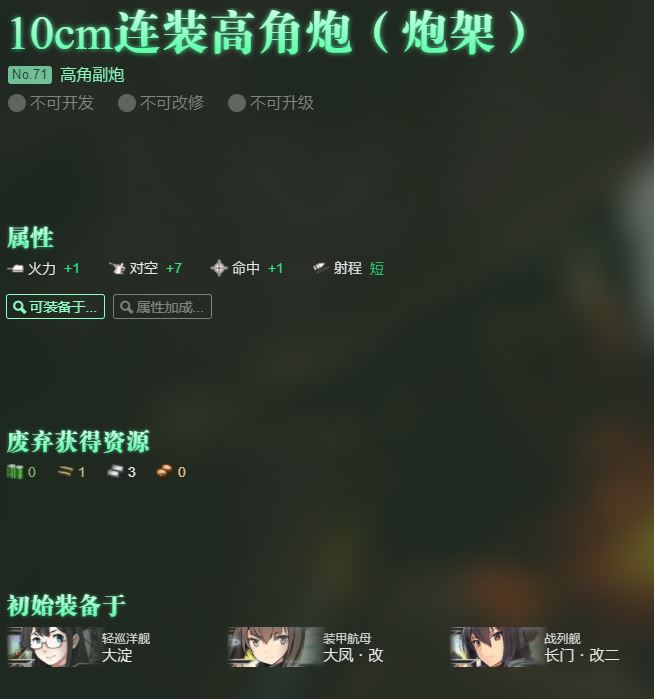 10cm连装高角炮（炮架）
No.71 高角副炮
不可开发 不可改修 不可升级
属性
火力 +1 对空 +7 命中 +1 射程 短
可装备于... 属性加成...
废弃获得资源
0 1 3 0
初始装备于
轻巡洋舰 装甲航母 战列舰
大淀 大凤·改 长门·改二